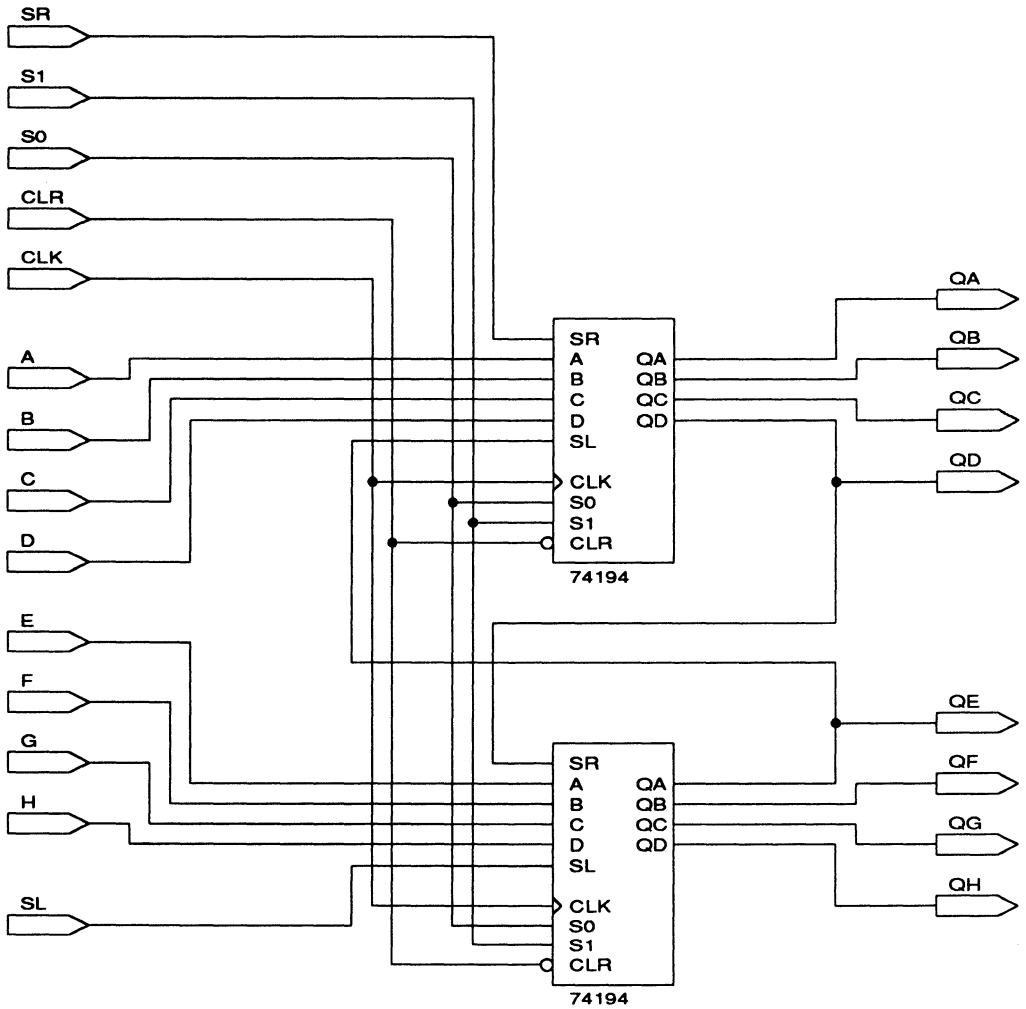 SR
S1
S0
CLR
CLK
A
B
C
D
E
F
G
H
SL
SR
A QA
B QB
C QC
D QD
SL
CLK
S0
S1
CLR
74194
SR
A QA
B QB
C QC
D QD
SL
CLK
S0
S1
CLR
74194
QA
QB
QC
QD
QE
QF
QG
QH